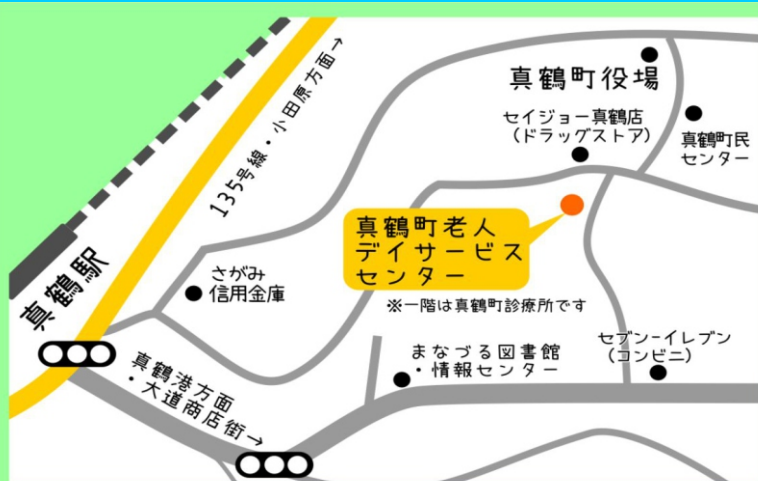 135号線・小田原方面→
真鶴町役場
セイジョー真鶴店
(ドラッグストア)
真鶴町民
センター
真鶴町老人
デイサービス
センター
※一階は真鶴町診療所です
さがみ
信用金庫
真鶴駅
真鶴港方面
・大道商店街→
まなづる図書館
・情報センター
セブン-イレブン
(コンビニ)